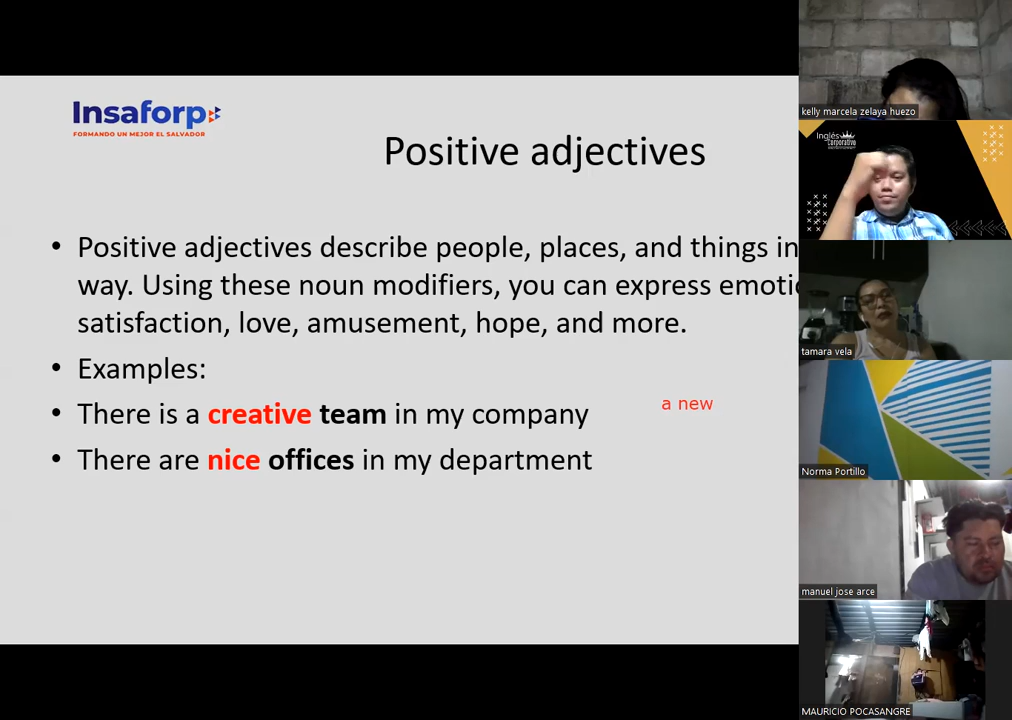 Insaforp
FORMANDO UN MEJOR EL SALVADOR
Positive adjectives
• Positive adjectives describe people, places, and things in
way. Using these noun modifiers, you can express emotio
satisfaction, love, amusement, hope, and more.
• Examples:
• There is a creative team in my company
a new
• There are nice offices in my department
kelly marcela zelaya huezo
Inglés
Corporativo
tamara vela
Norma Portillo
manuel jose arce
MAURICIO POCASANGRE